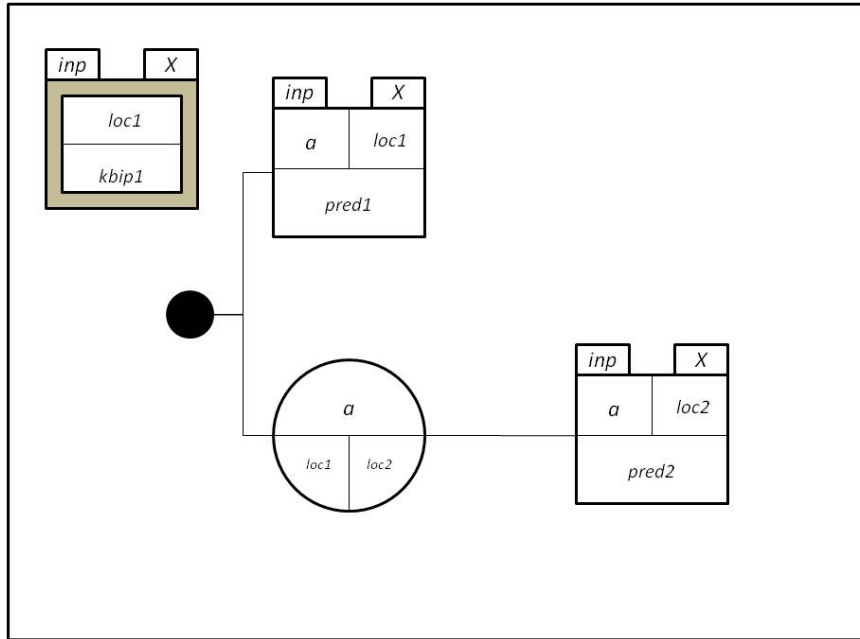 inp X
loc1
kbip1
inp X
a loc1
pred1
a
loc1 loc2
inp X
a loc2
pred2